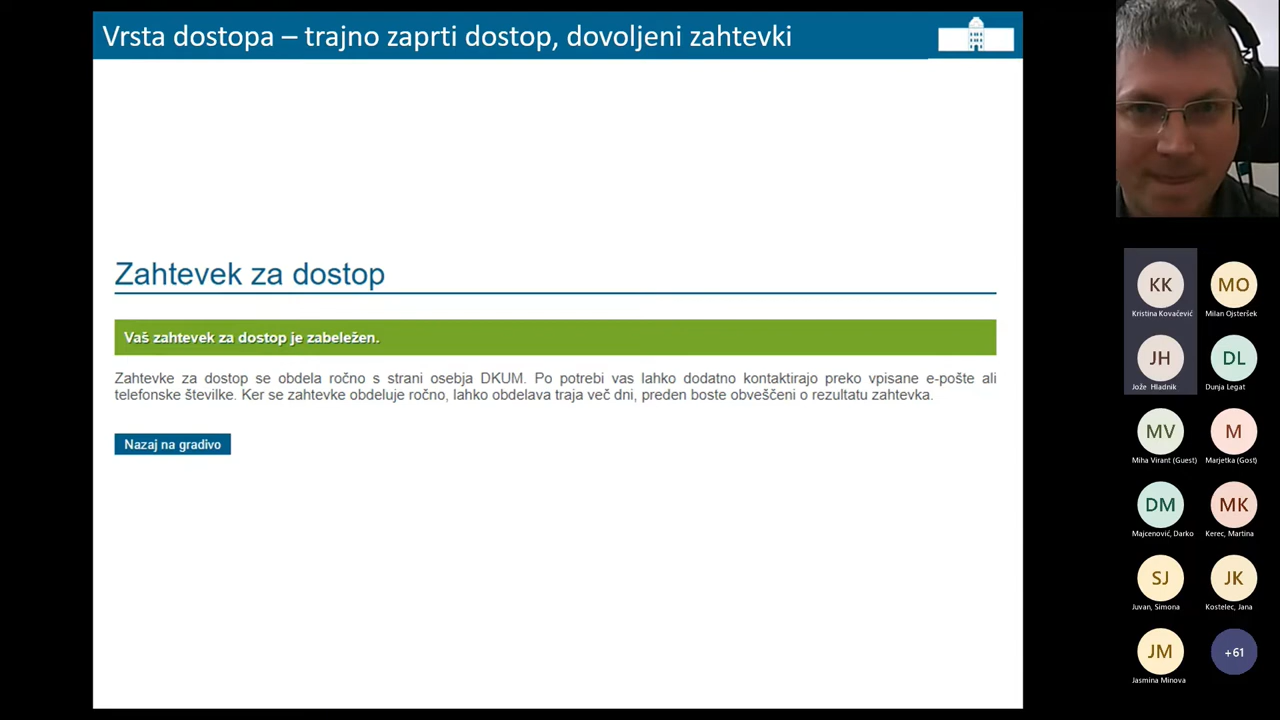 Vrsta dostopa – trajno zaprti dostop, dovoljeni zahtevki
Zahtevek za dostop
Vaš zahtevek za dostop je zabeležen.
Zahtevke za dostop se obdela ročno s strani osebja DKUM. Po potrebi vas lahko dodatno kontaktirajo preko vpisane e-pošte ali
telefonske številke. Ker se zahtevke obdeluje ročno, lahko obdelava traja več dni, preden boste obveščeni o rezultatu zahtevka.
Nazaj na gradivo
KK MO
Kristina Kovačević Milan Ojsteršek
JH DL
Jože Hladnik Dunja Legat
MV M
Miha Virant (Guest) Marjetka (Gost)
DM MK
Majcenović, Darko Kerec, Martina
SJ JK
Juvan, Simona Kostelec, Jana
JM +61
Jasmina Minova